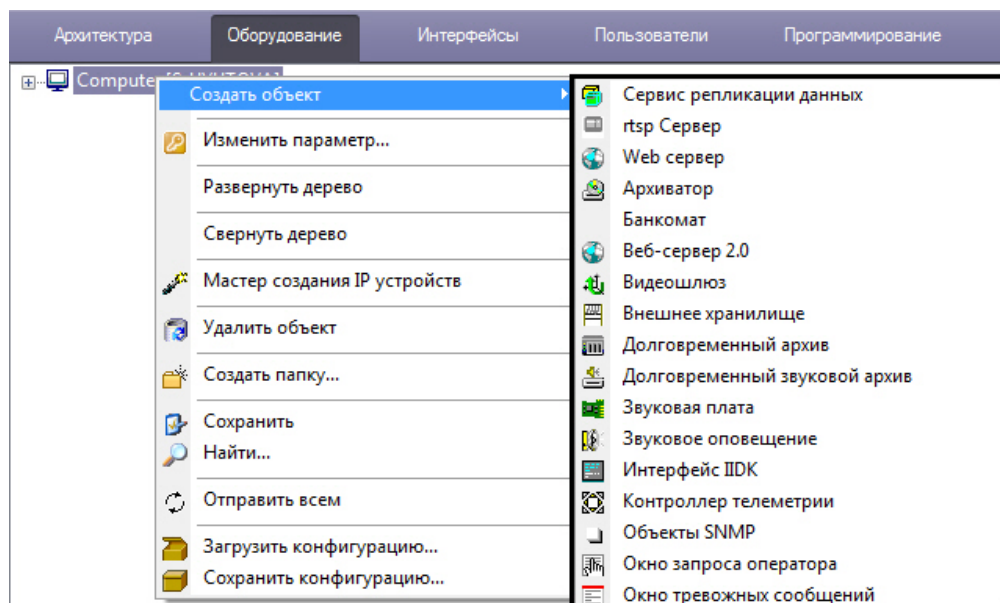 Архитектура Оборудование Интерфейсы Пользователи Программирование
Computer
Создать объект
Изменить параметр...
Развернуть дерево
Свернуть дерево
Мастер создания IP устройств
Удалить объект
Создать папку...
Сохранить
Найти...
Отправить всем
Загрузить конфигурацию...
Сохранить конфигурацию...
Сервис репликации данных
rtsp Сервер
Web сервер
Архиватор
Банкомат
Веб-сервер 2.0
Видеошлюз
Внешнее хранилище
Долговременный архив
Долговременный звуковой архив
Звуковая плата
Звуковое оповещение
Интерфейс IIDK
Контроллер телеметрии
Объекты SNMP
Окно запроса оператора
Окно тревожных сообщений